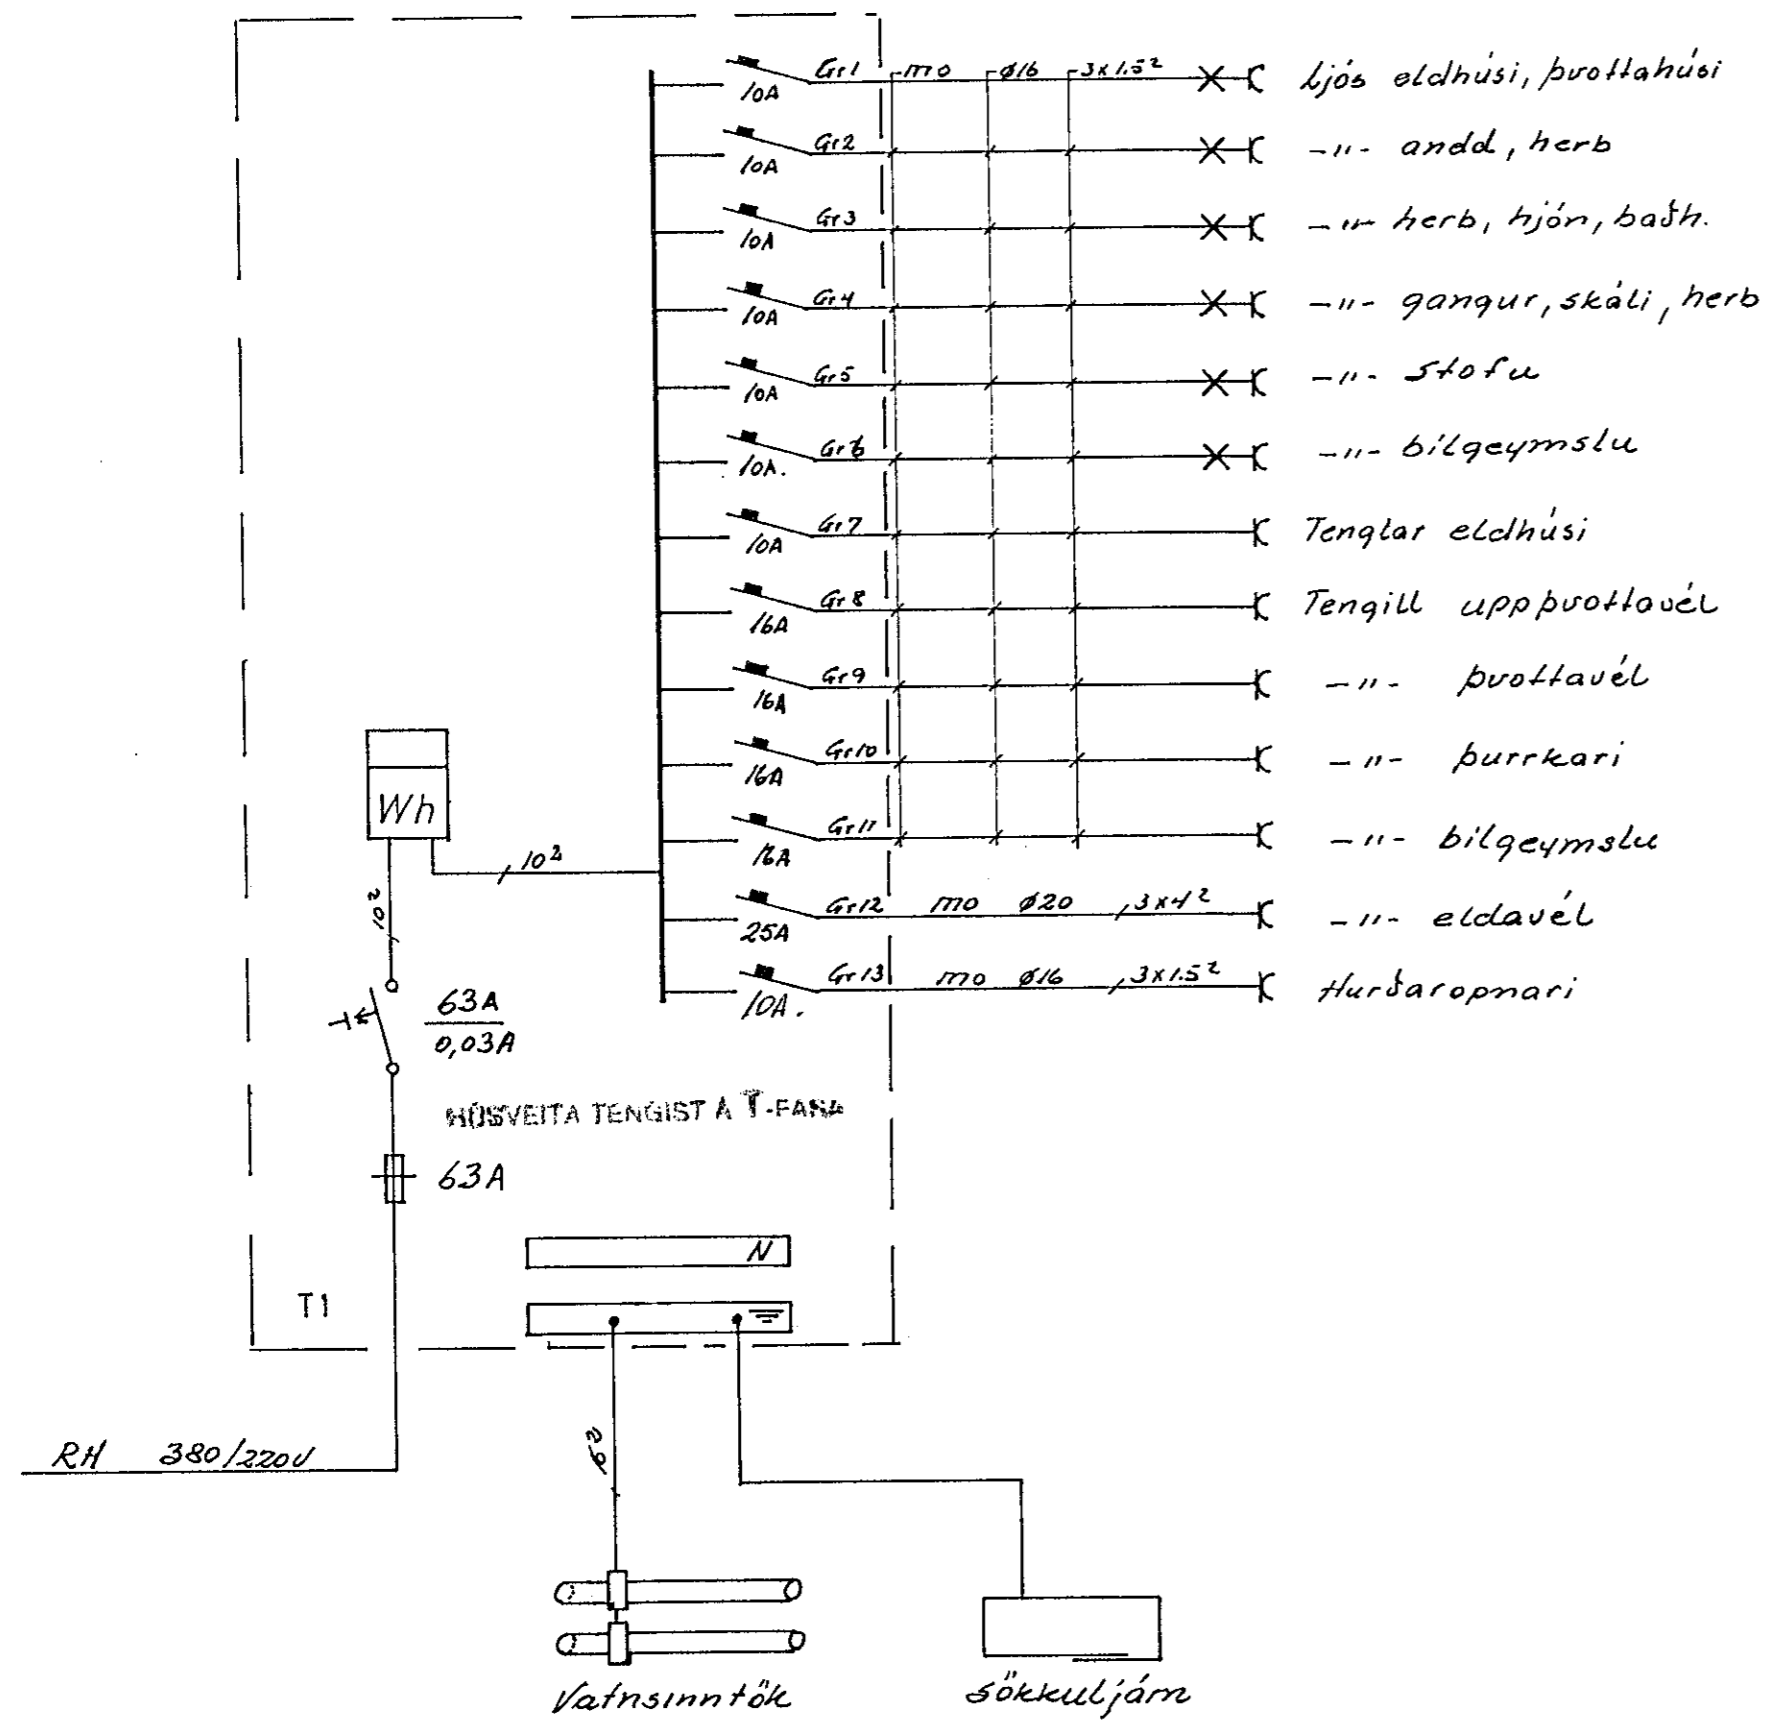 Gr1 mo ø16 3x1.5² Ljós eldhúsi, þvottahúsi
10A
Gr2 -"- andd, herb
10A
Gr3 -"- herb, hjón, baðh.
10A
Gr4 -"- gangur, skáli, herb
10A
Gr5 -"- stofu
10A
Gr6 -"- bílgeymslu
10A.
Gr7 Tenglar eldhúsi
10A
Gr8 Tengill uppþvottavél
16A
Gr9 -"- þvottavél
16A
Gr10 -"- þurrkari
16A
Gr11 -"- bílgeymslu
16A
Gr12 mo ø20 3x4² -"- eldavél
25A
Gr13 mo ø16 3x1.5² Hurðaropnari
10A.
Wh
10²
10²
63A
0,03A
HÚSVEITA TENGIST Á T-FASA
63A
N
T1
RH 380/220V
Vatnsinntök
Sökkuljárn